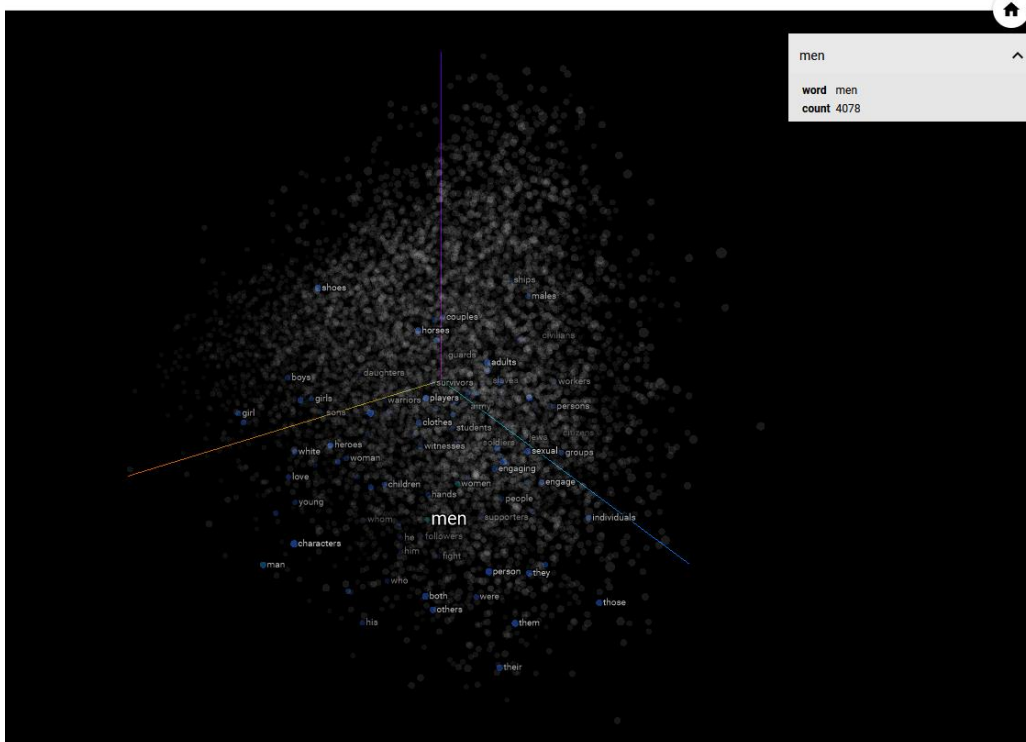 men
word men
count 4078
ships
shoes
males
couples
horses
civilians
guards
adults
daughters
boys
survivors
slaves
workers
girls
warriors
players
army
persons
girl
sons
clothes
students
citizens
jews
heroes
witnesses
soldiers
white
sexual
groups
woman
engaging
love
children
women
engage
hands
people
young
men
whom
supporters
individuals
he
followers
characters
him
fight
man
person
they
who
both
were
those
others
his
them
their